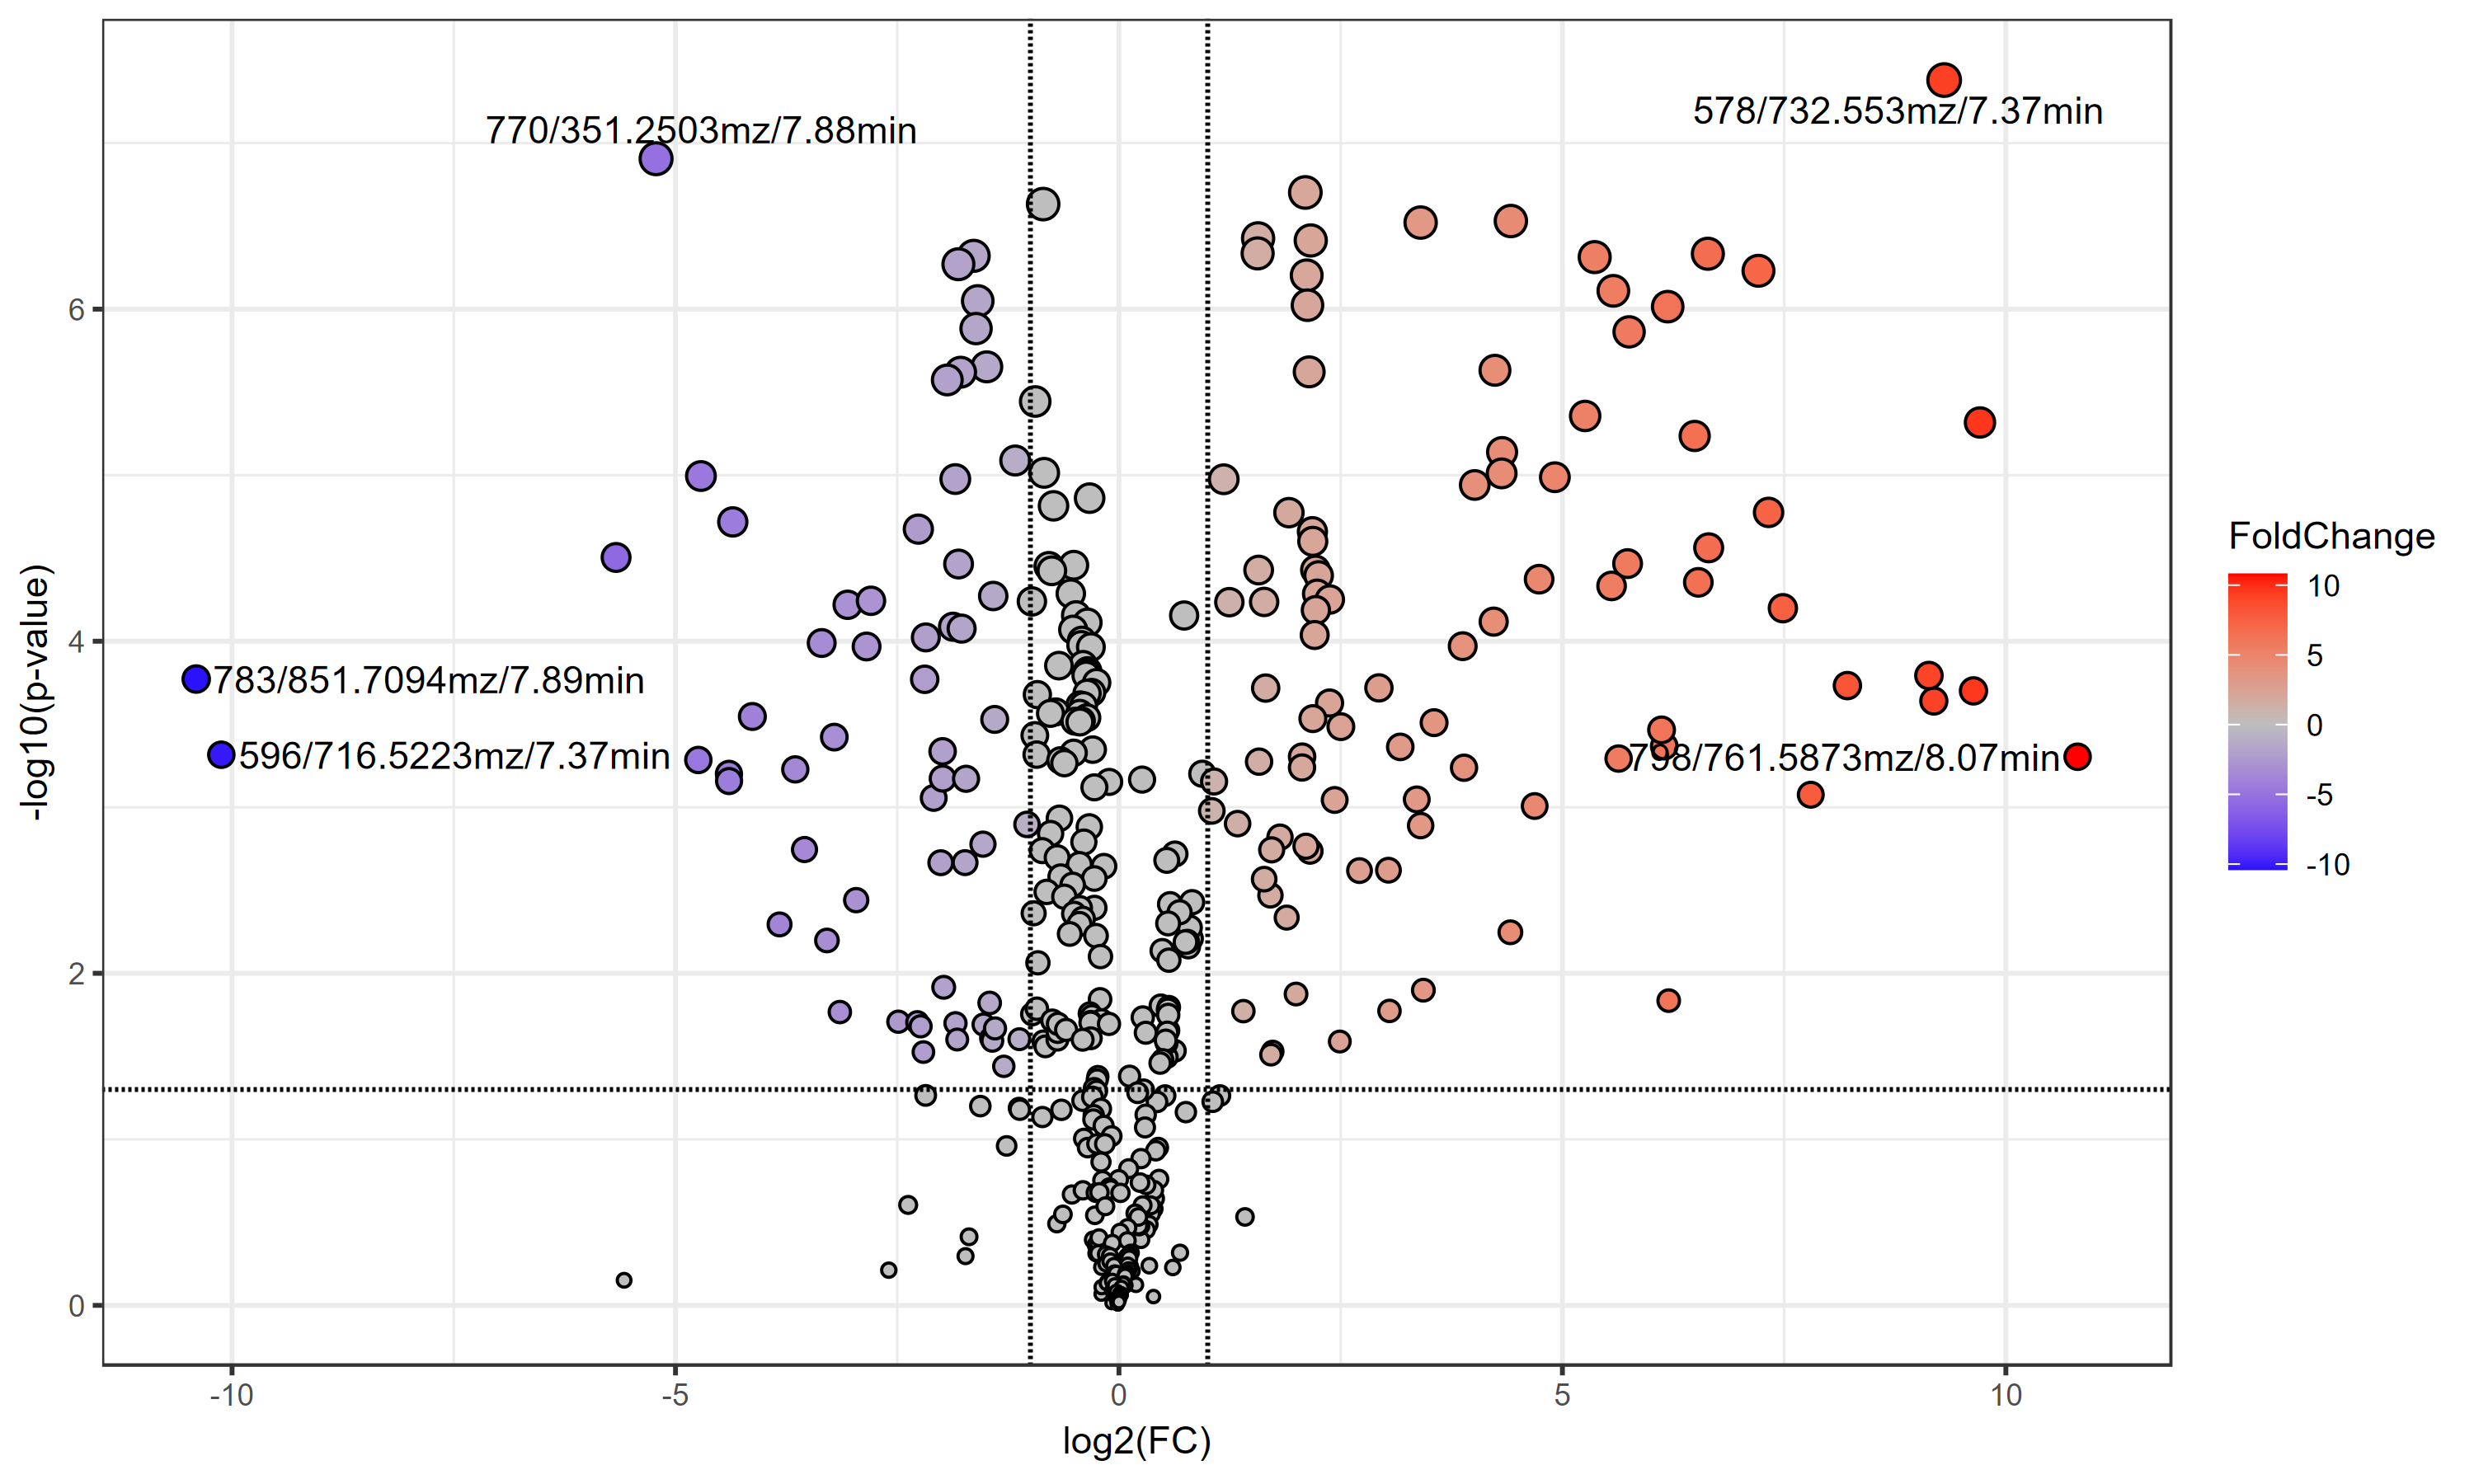 578/732.553mz/7.37min
770/351.2503mz/7.88min
783/851.7094mz/7.89min
596/716.5223mz/7.37min
798/761.5873mz/8.07min
-log10(p-value)
6
4
2
0
-10
-5
0
5
10
log2(FC)
FoldChange
10
5
0
-5
-10